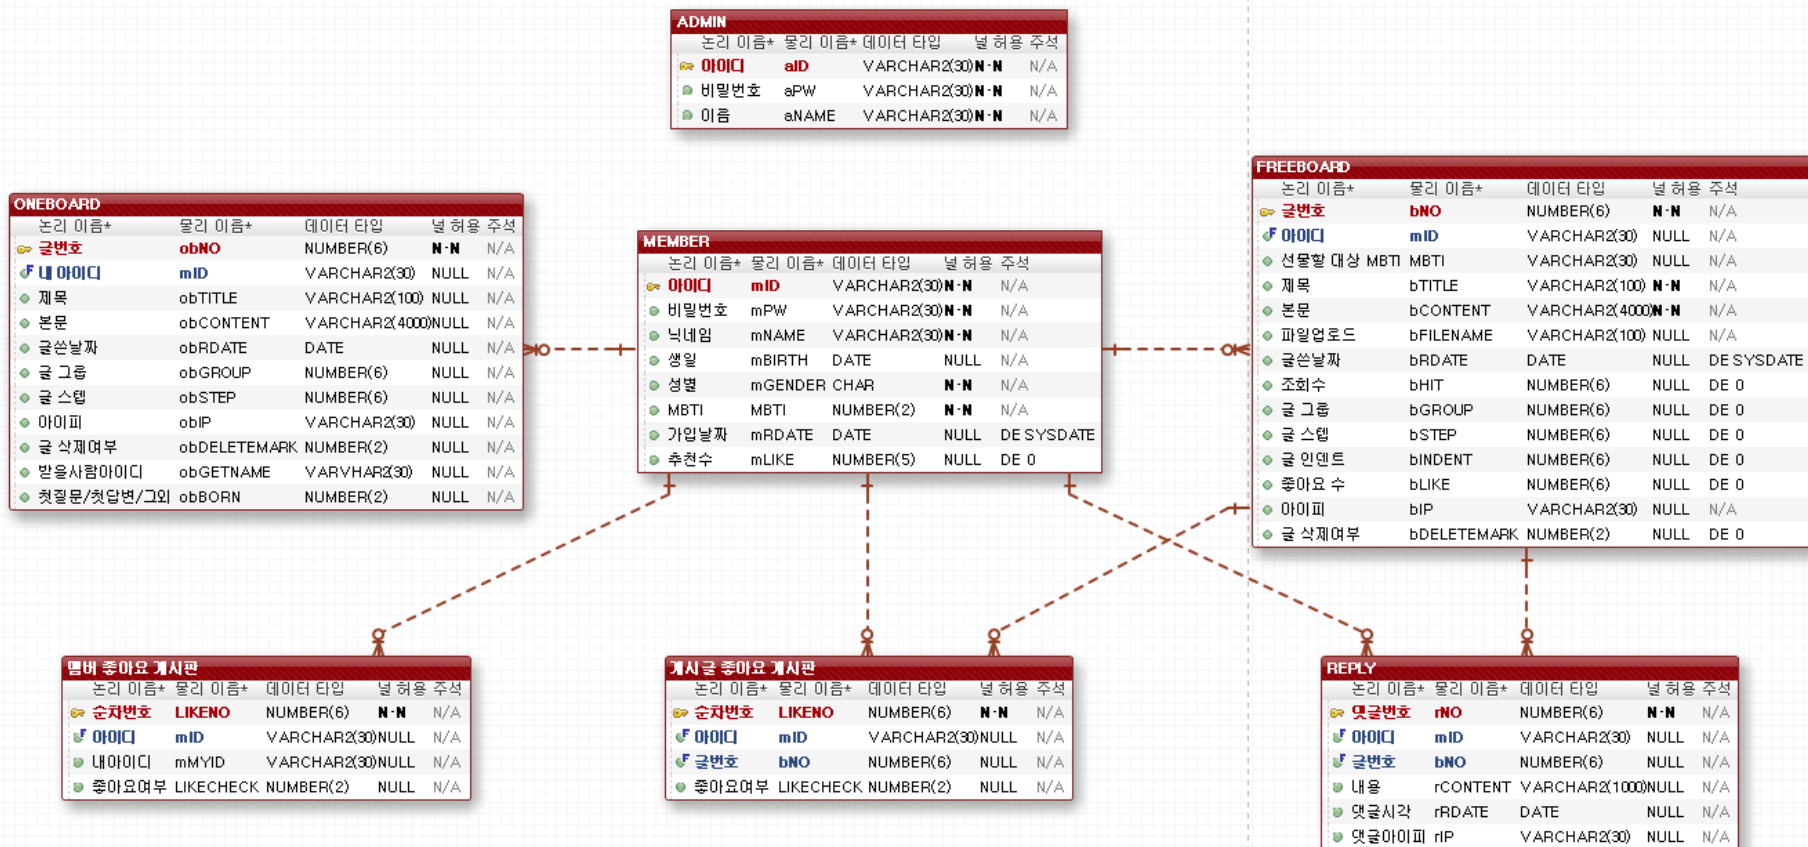 ADMIN
논리 이름* 물리 이름* 데이터 타입 널 허용 주석
아이디 aID VARCHAR2(30) N-N N/A
비밀번호 aPW VARCHAR2(30) N-N N/A
이름 aNAME VARCHAR2(30) N-N N/A
ONEBOARD
논리 이름* 물리 이름* 데이터 타입 널 허용 주석
글번호 obNO NUMBER(6) N-N N/A
내 아이디 mID VARCHAR2(30) NULL N/A
제목 obTITLE VARCHAR2(100) NULL N/A
본문 obCONTENT VARCHAR2(4000) NULL N/A
글쓴날짜 obRDATE DATE NULL N/A
글 그룹 obGROUP NUMBER(6) NULL N/A
글 스텝 obSTEP NUMBER(6) NULL N/A
아이피 obIP VARCHAR2(30) NULL N/A
글 삭제여부 obDELETEMARK NUMBER(2) NULL N/A
받을사람아이디 obGETNAME VARVHAR2(30) NULL N/A
첫질문/첫답변/그외 obBORN NUMBER(2) NULL N/A
MEMBER
논리 이름* 물리 이름* 데이터 타입 널 허용 주석
아이디 mID VARCHAR2(30) N-N N/A
비밀번호 mPW VARCHAR2(30) N-N N/A
닉네임 mNAME VARCHAR2(30) N-N N/A
생일 mBIRTH DATE NULL N/A
성별 mGENDER CHAR N-N N/A
MBTI MBTI NUMBER(2) N-N N/A
가입날짜 mRDATE DATE NULL DE SYSDATE
추천수 mLIKE NUMBER(5) NULL DE 0
FREEBOARD
논리 이름* 물리 이름* 데이터 타입 널 허용 주석
글번호 bNO NUMBER(6) N-N N/A
아이디 mID VARCHAR2(30) NULL N/A
선물할 대상 MBTI MBTI VARCHAR2(30) NULL N/A
제목 bTITLE VARCHAR2(100) N-N N/A
본문 bCONTENT VARCHAR2(4000) N-N N/A
파일업로드 bFILENAME VARCHAR2(100) NULL N/A
글쓴날짜 bRDATE DATE NULL DE SYSDATE
조회수 bHIT NUMBER(6) NULL DE 0
글 그룹 bGROUP NUMBER(6) NULL DE 0
글 스텝 bSTEP NUMBER(6) NULL DE 0
글 인덴트 bINDENT NUMBER(6) NULL DE 0
좋아요 수 bLIKE NUMBER(6) NULL DE 0
아이피 bIP VARCHAR2(30) NULL N/A
글 삭제여부 bDELETEMARK NUMBER(2) NULL DE 0
멤버 좋아요 게시판
논리 이름* 물리 이름* 데이터 타입 널 허용 주석
순차번호 LIKENO NUMBER(6) N-N N/A
아이디 mID VARCHAR2(30) NULL N/A
내아이디 mMYID VARCHAR2(30) NULL N/A
좋아요여부 LIKECHECK NUMBER(2) NULL N/A
게시글 좋아요 게시판
논리 이름* 물리 이름* 데이터 타입 널 허용 주석
순차번호 LIKENO NUMBER(6) N-N N/A
아이디 mID VARCHAR2(30) NULL N/A
글번호 bNO NUMBER(6) NULL N/A
좋아요여부 LIKECHECK NUMBER(2) NULL N/A
REPLY
논리 이름* 물리 이름* 데이터 타입 널 허용 주석
댓글번호 rNO NUMBER(6) N-N N/A
아이디 mID VARCHAR2(30) NULL N/A
글번호 bNO NUMBER(6) NULL N/A
내용 rCONTENT VARCHAR2(1000) NULL N/A
댓글시각 rRDATE DATE NULL N/A
댓글아이피 rIP VARCHAR2(30) NULL N/A